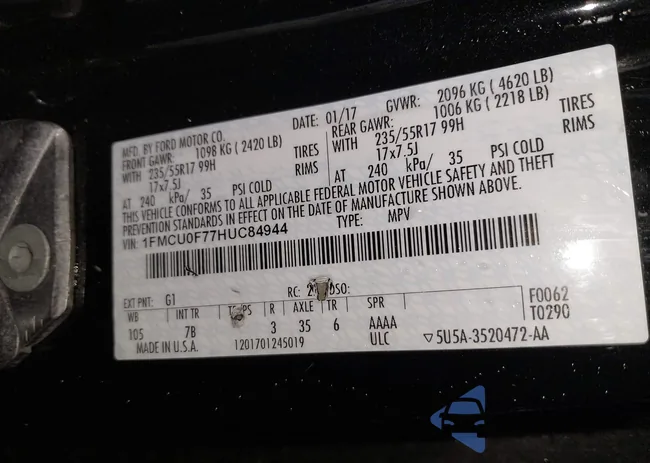 MFD. BY FORD MOTOR CO.
DATE: 01/17
GVWR: 2096 KG ( 4620 LB)
FRONT GAWR: 1098 KG ( 2420 LB)
REAR GAWR: 1006 KG ( 2218 LB)
WITH 235/55R17 99H TIRES
WITH 235/55R17 99H TIRES
17x7.5J RIMS
17x7.5J RIMS
AT 240 kPa/ 35 PSI COLD
AT 240 kPa/ 35 PSI COLD
THIS VEHICLE CONFORMS TO ALL APPLICABLE FEDERAL MOTOR VEHICLE SAFETY AND THEFT
PREVENTION STANDARDS IN EFFECT ON THE DATE OF MANUFACTURE SHOWN ABOVE.
VIN: 1FMCU0F77HUC84944
TYPE: MPV
EXT PNT: G1
RC: DSO:
F0062
WB INT TR R AXLE TR SPR
T0290
105 7B 3 35 6 AAAA
ULC
▽5U5A-3520472-AA
MADE IN U.S.A.
1201701245019